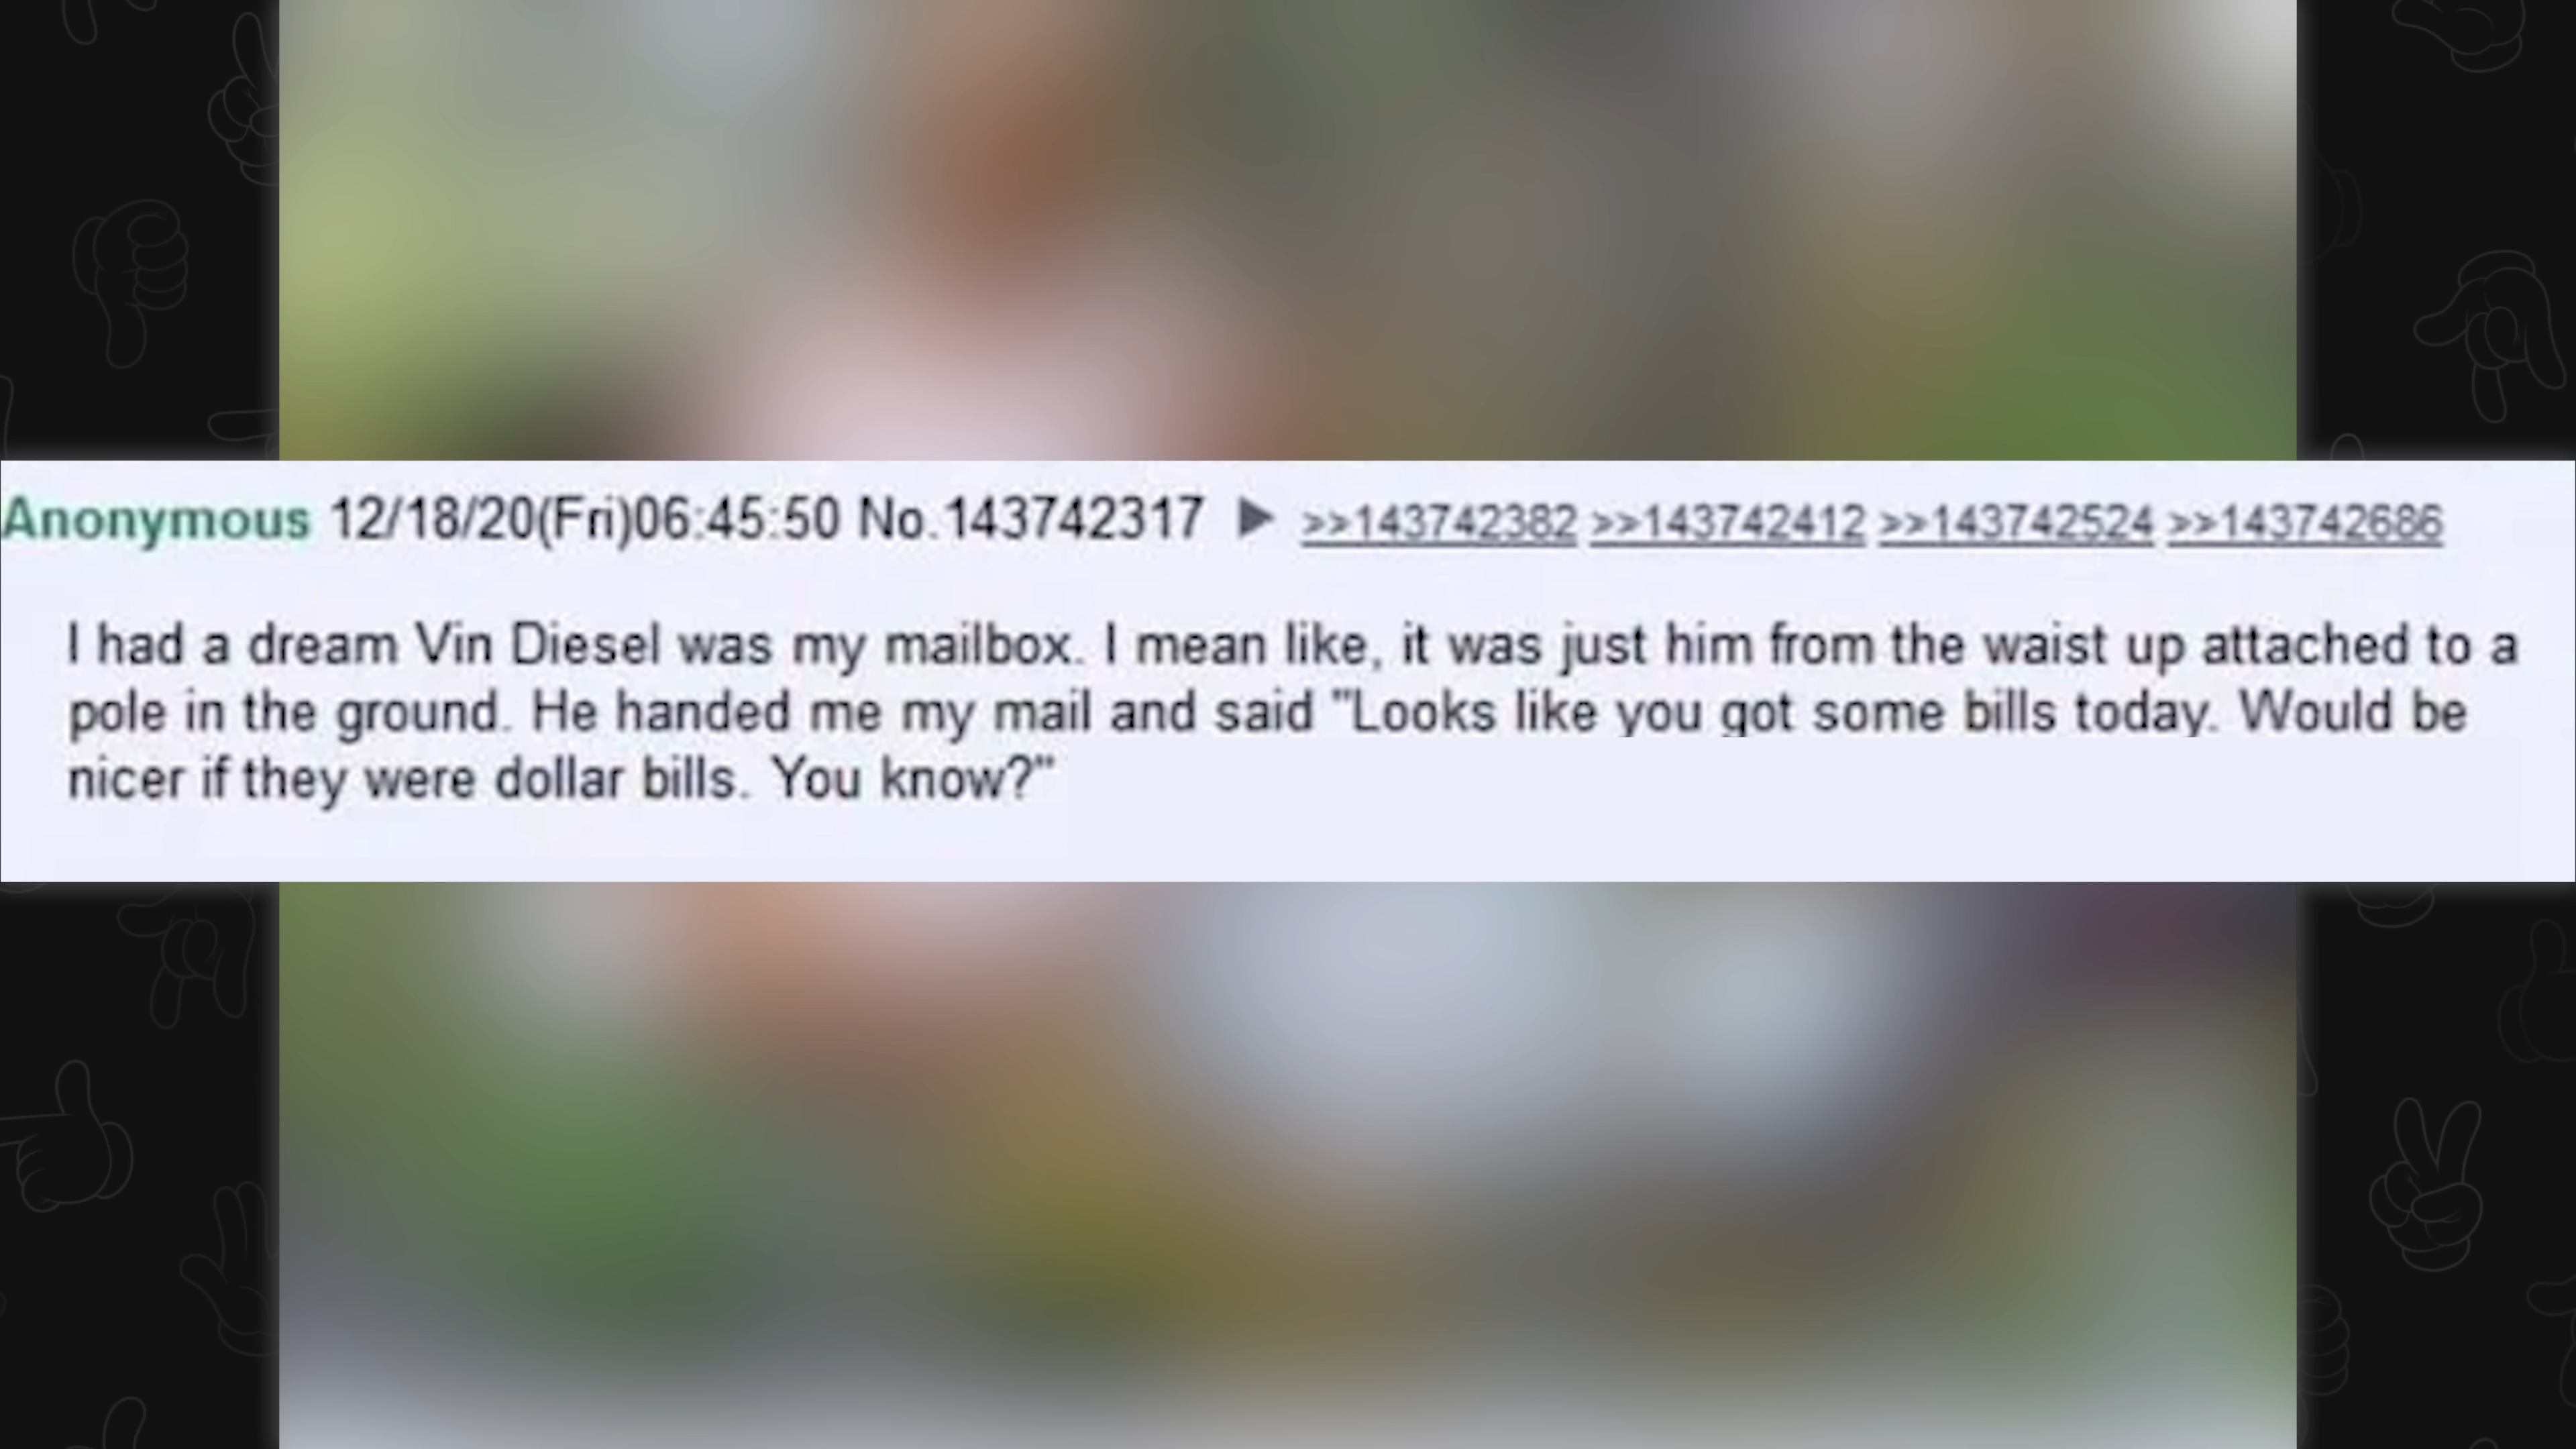 Anonymous 12/18/20(Fri)06:45:50 No.143742317 ▶ >>143742382 >>143742412 >>143742524 >>143742686
I had a dream Vin Diesel was my mailbox. I mean like, it was just him from the waist up attached to a
pole in the ground. He handed me my mail and said "Looks like you got some bills today. Would be
nicer if they were dollar bills. You know?"